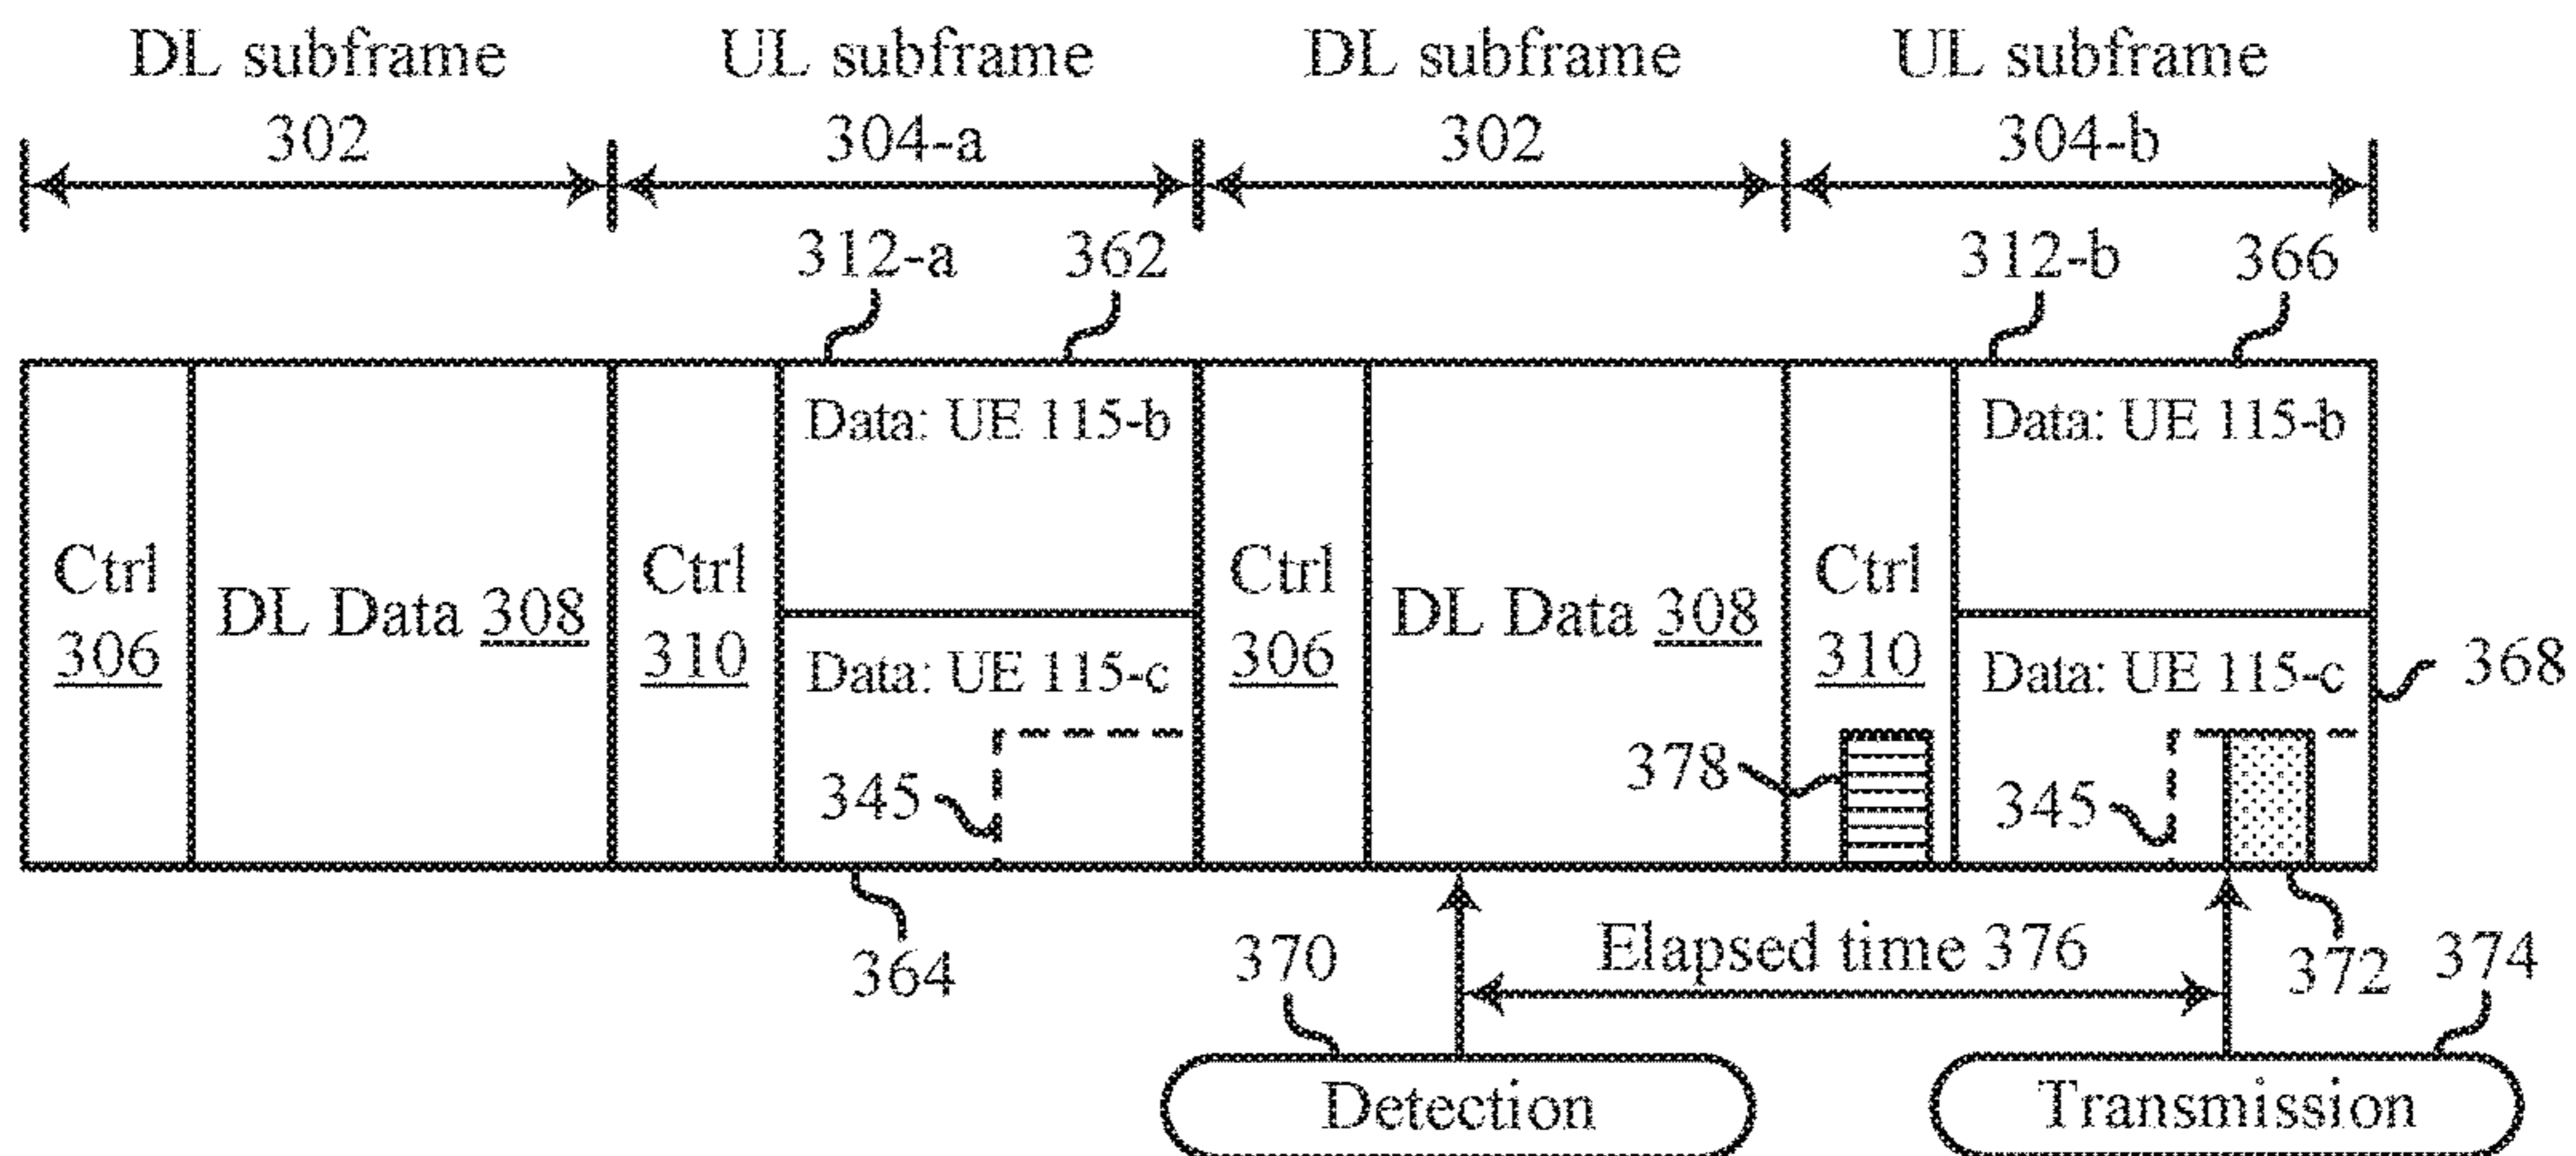 DL subframe
302
UL subframe
304-a
DL subframe
302
UL subframe
304-b
312-a
362
312-b
366
Ctrl
306
DL Data 308
Ctrl
310
Data: UE 115-b
Data: UE 115-c
345
Ctrl
306
DL Data 308
Ctrl
310
Data: UE 115-b
Data: UE 115-c
368
378
345
364
370
Elapsed time 376
372
374
Detection
Transmission